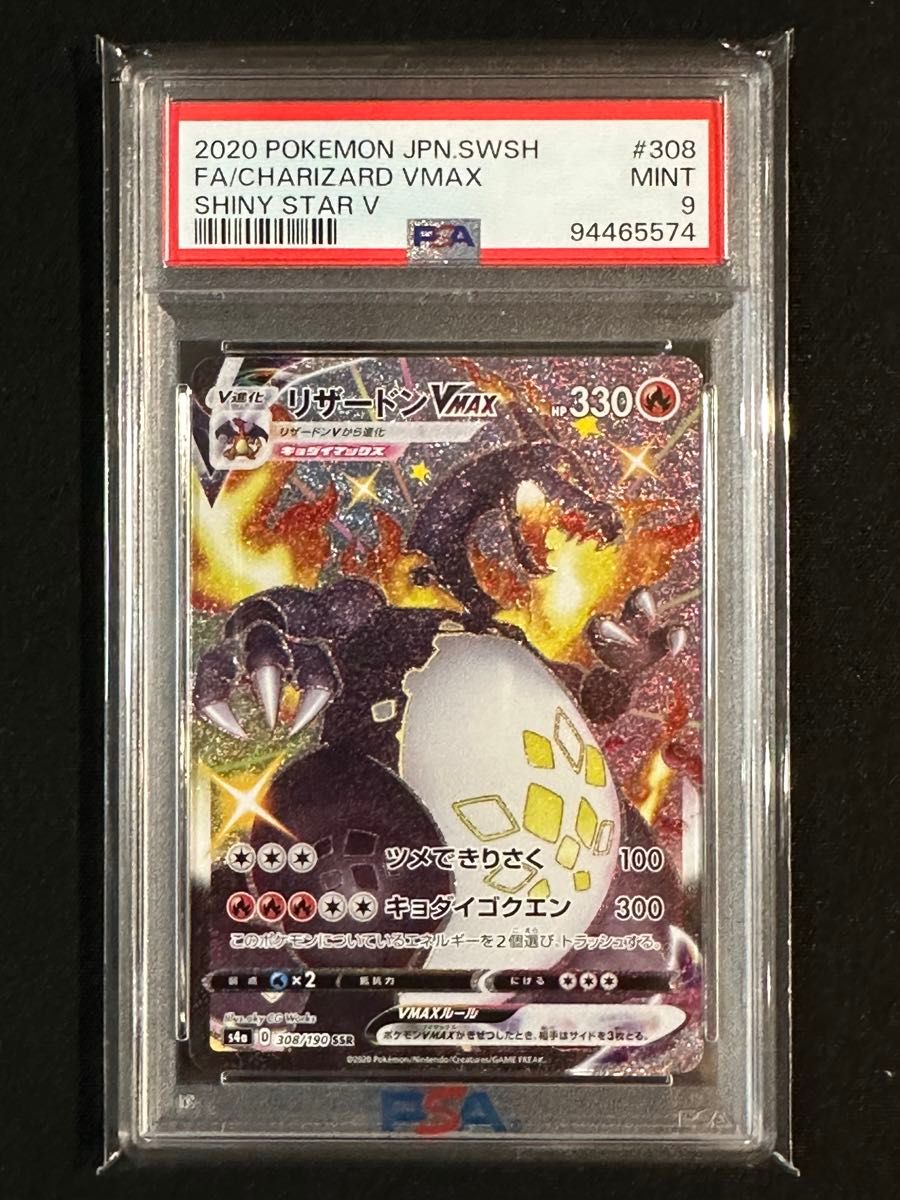 2020 POKEMON JPN.SWSH #308
FA/CHARIZARD VMAX MINT
SHINY STAR V 9
PSA 94465574
V進化 リザードンVMAX HP 330
リザードンVから進化
キョダイマックス
ツメできりさく 100
キョダイゴクエン 300
このポケモンについているエネルギーを2個選び、トラッシュする。
弱点 ×2 抵抗力 にげる
VMAXルール
ポケモンVMAXがきぜつしたとき、相手はサイドを3枚とる。
Illus. aky CG Works
S4a D 308/190 SSR
©2020 Pokémon/Nintendo/Creatures/GAME FREAK.
PSA
PSA